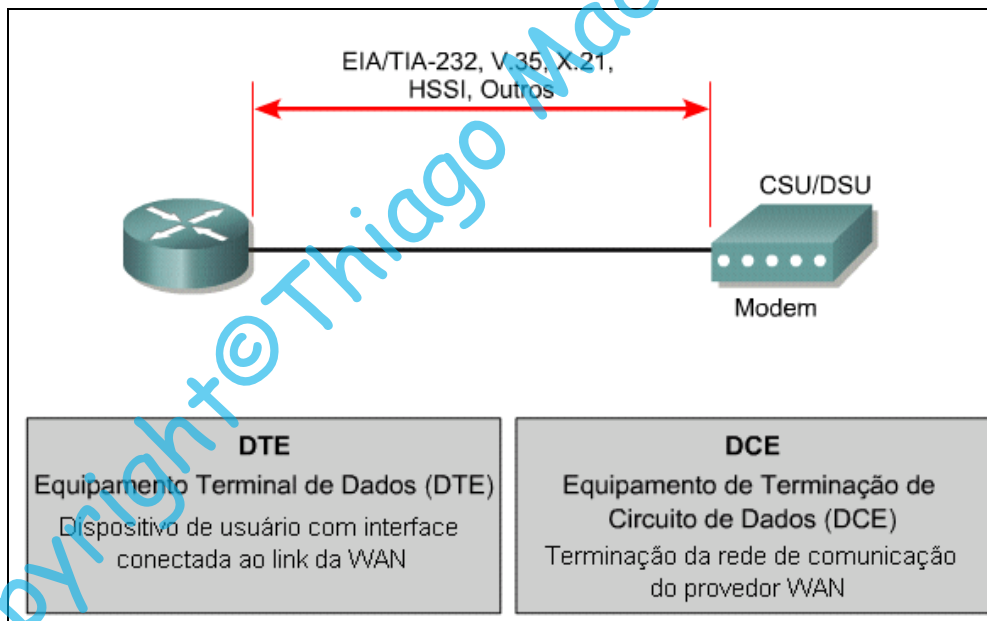 EIA/TIA-232, V.35, X.21,
HSSI, Outros
CSU/DSU
Modem
DTE
Equipamento Terminal de Dados (DTE)
Dispositivo de usuário com interface
conectada ao link da WAN
DCE
Equipamento de Terminação de
Circuito de Dados (DCE)
Terminação da rede de comunicação
do provedor WAN
pyright © Thiago Mac